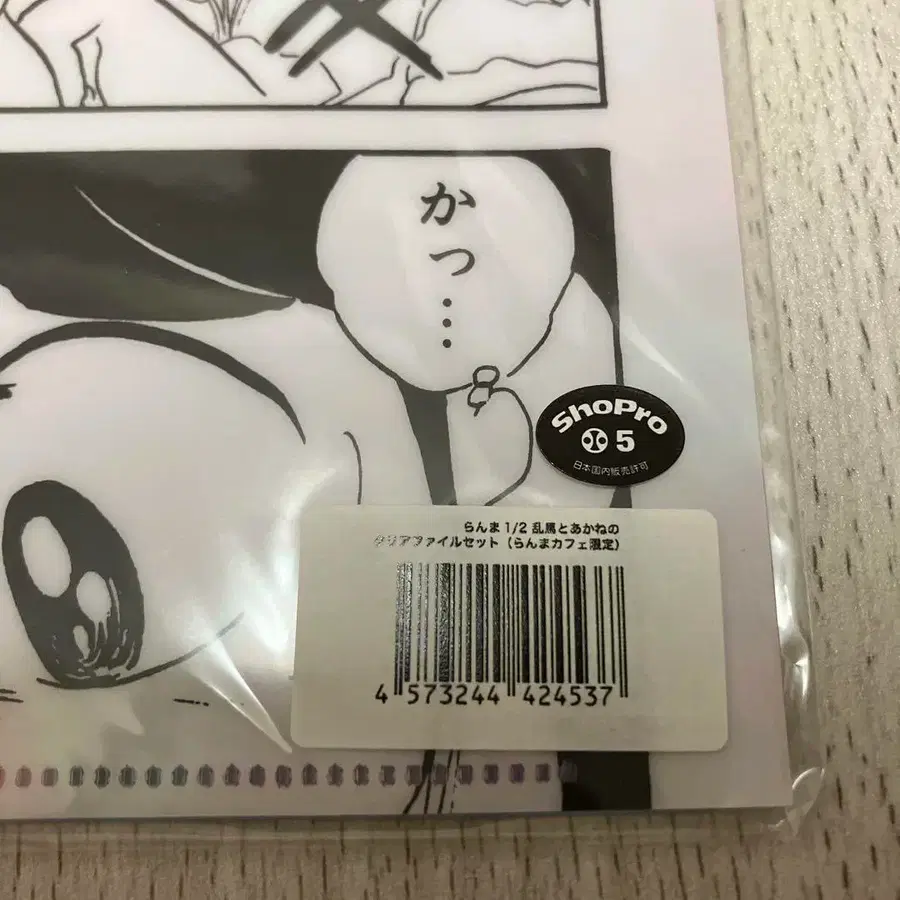 かっ…
ShoPro
5
日本国内販売許可
らんま 1/2 乱馬とあかねの
クリアファイルセット（らんまカフェ限定）
4 573244 424537